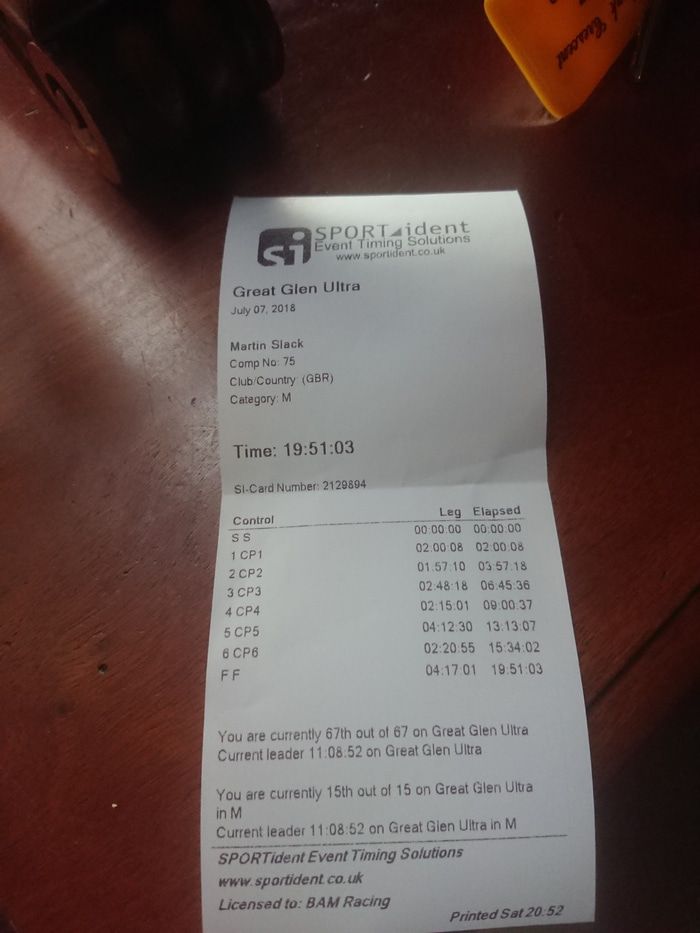 Crescent
si SPORTident
Event Timing Solutions
www.sportident.co.uk
Great Glen Ultra
July 07, 2018
Martin Slack
Comp No: 75
Club/Country: (GBR)
Category: M
Time: 19:51:03
SI-Card Number: 2129894
Control Leg Elapsed
S S 00:00:00 00:00:00
1 CP1 02:00:08 02:00:08
2 CP2 01:57:10 03:57:18
3 CP3 02:48:18 06:45:36
4 CP4 02:15:01 09:00:37
5 CP5 04:12:30 13:13:07
6 CP6 02:20:55 15:34:02
F F 04:17:01 19:51:03
You are currently 67th out of 67 on Great Glen Ultra
Current leader 11:08:52 on Great Glen Ultra
You are currently 15th out of 15 on Great Glen Ultra
in M
Current leader 11:08:52 on Great Glen Ultra in M
SPORTident Event Timing Solutions
www.sportident.co.uk
Licensed to: BAM Racing
Printed Sat 20:52